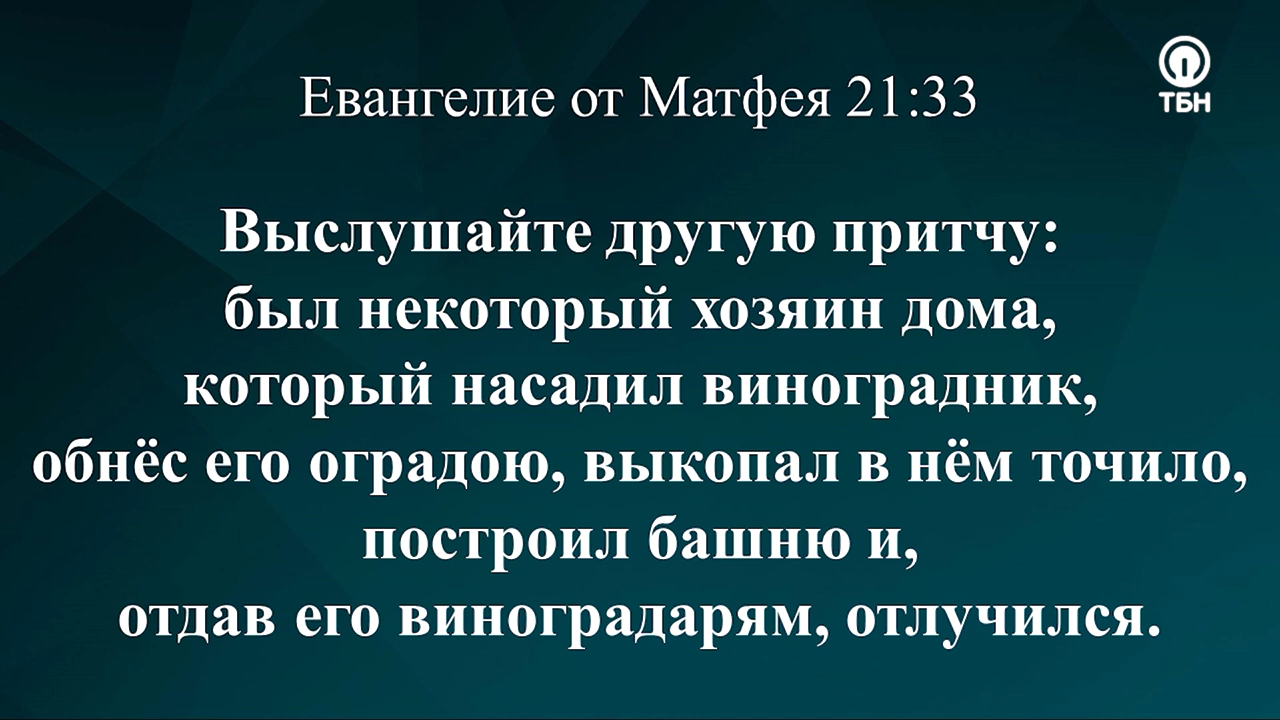 Евангелие от Матфея 21:33
ТБН
Выслушайте другую притчу:
был некоторый хозяин дома,
который насадил виноградник,
обнёс его оградою, выкопал в нём точило,
построил башню и,
отдав его виноградарям, отлучился.